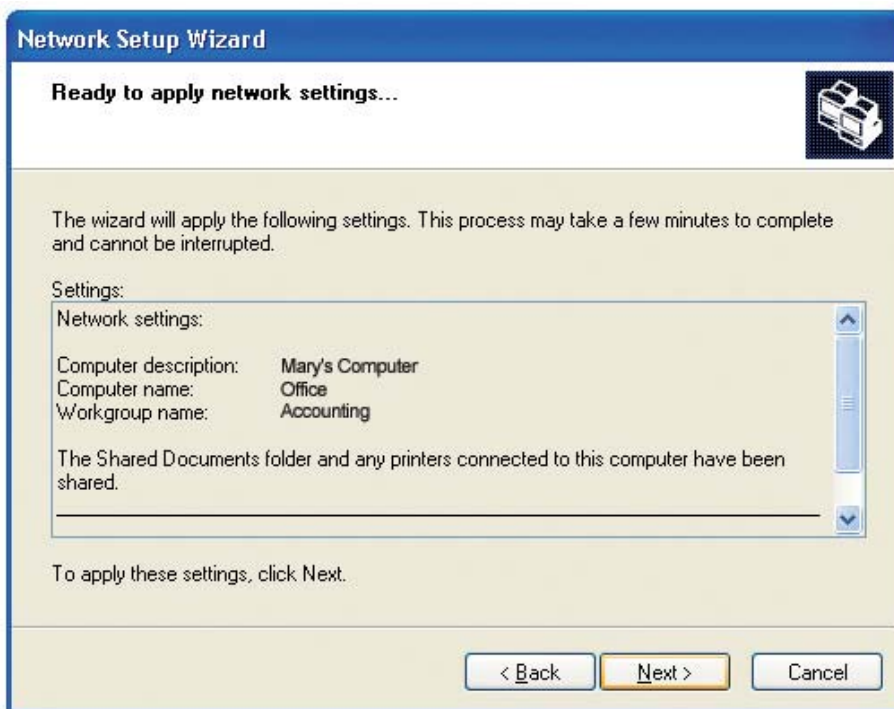 Network Setup Wizard
Ready to apply network settings...
The wizard will apply the following settings. This process may take a few minutes to complete
and cannot be interrupted.
Settings:
Network settings:
Computer description: Mary's Computer
Computer name: Office
Workgroup name: Accounting
The Shared Documents folder and any printers connected to this computer have been
shared.
To apply these settings, click Next.
< Back Next > Cancel